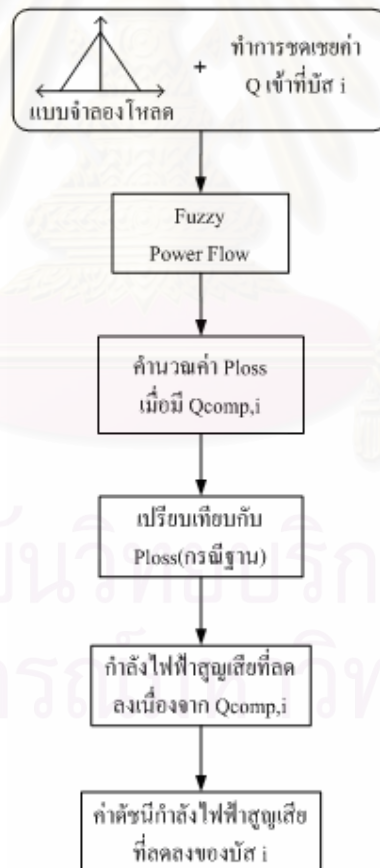 แบบจำลองโหลด
+
ทำการชดเชยค่า
Q เข้าที่บัส i
Fuzzy
Power Flow
คำนวณค่า Ploss
เมื่อมี Qcomp,i
เปรียบเทียบกับ
Ploss(กรณีฐาน)
กำลังไฟฟ้าสูญเสียที่ลด
ลงเนื่องจาก Qcomp,i
ค่าดัชนีกำลังไฟฟ้าสูญเสีย
ที่ลดลงของบัส i